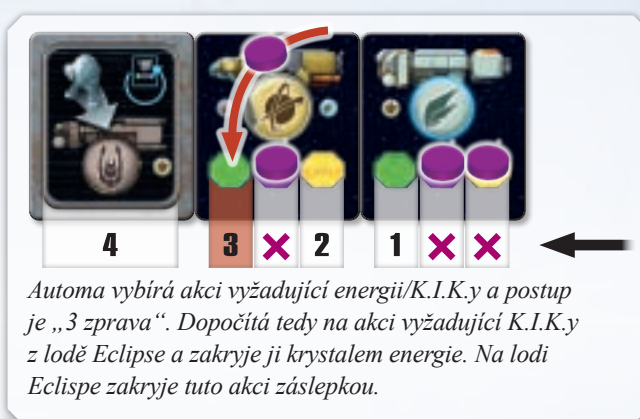 4 3 × 2 1 × ×
Automa vybírá akci vyžadující energii/K.I.K.y a postup
je „3 zprava“. Dopočítá tedy na akci vyžadující K.I.K.y
z lodě Eclipse a zakryje ji krystalem energie. Na lodi
Eclispe zakryje tuto akci záslepkou.